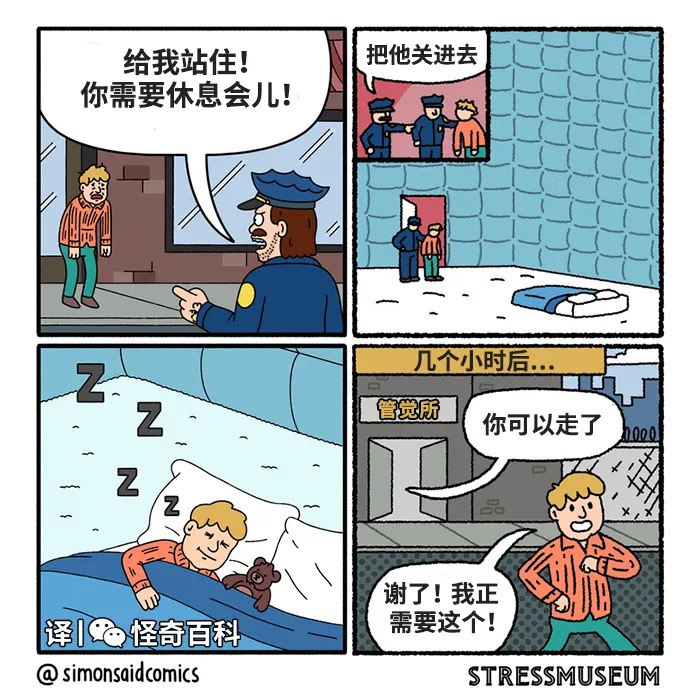 给我站住！
你需要休息会儿！
把他关进去
Z
Z
Z
Z
译|怪奇百科
几个小时后...
管觉所
你可以走了
谢了！我正
需要这个！
@simonsaidcomics
STRESSMUSEUM